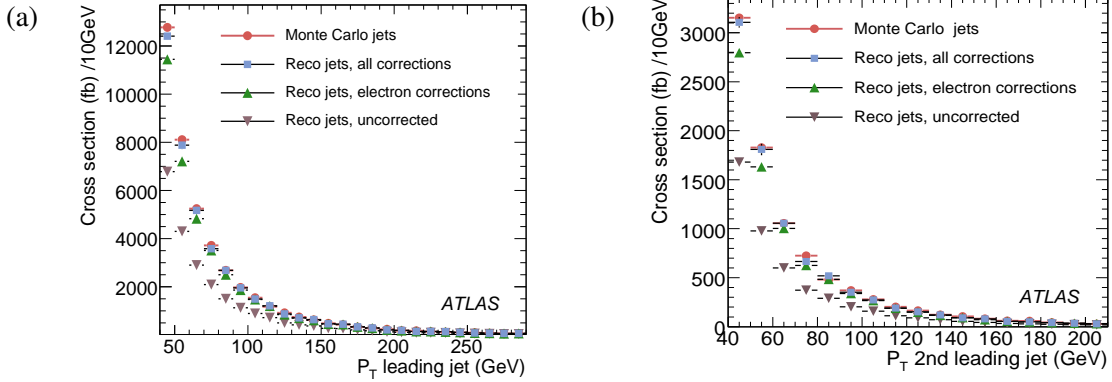 (a)
Cross section (fb) /10GeV
12000
10000
8000
6000
4000
2000
Monte Carlo jets
Reco jets, all corrections
Reco jets, electron corrections
Reco jets, uncorrected
ATLAS
50 100 150 200 250
P_T leading jet (GeV)
(b)
Cross section (fb) /10GeV
3000
2500
2000
1500
1000
500
0
Monte Carlo jets
Reco jets, all corrections
Reco jets, electron corrections
Reco jets, uncorrected
ATLAS
40 60 80 100 120 140 160 180 200
P_T 2nd leading jet (GeV)